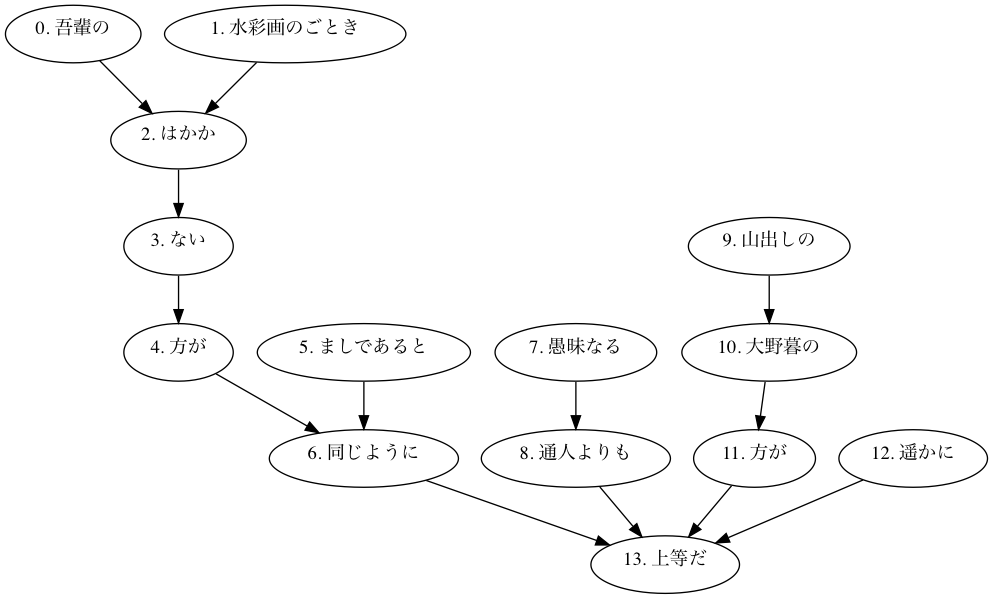 0. 吾輩の
1. 水彩画のごとき
2. はかか
3. ない
9. 山出しの
4. 方が
5. ましであると
7. 愚昧なる
10. 大野暮の
6. 同じように
8. 通人よりも
11. 方が
12. 遥かに
13. 上等だ